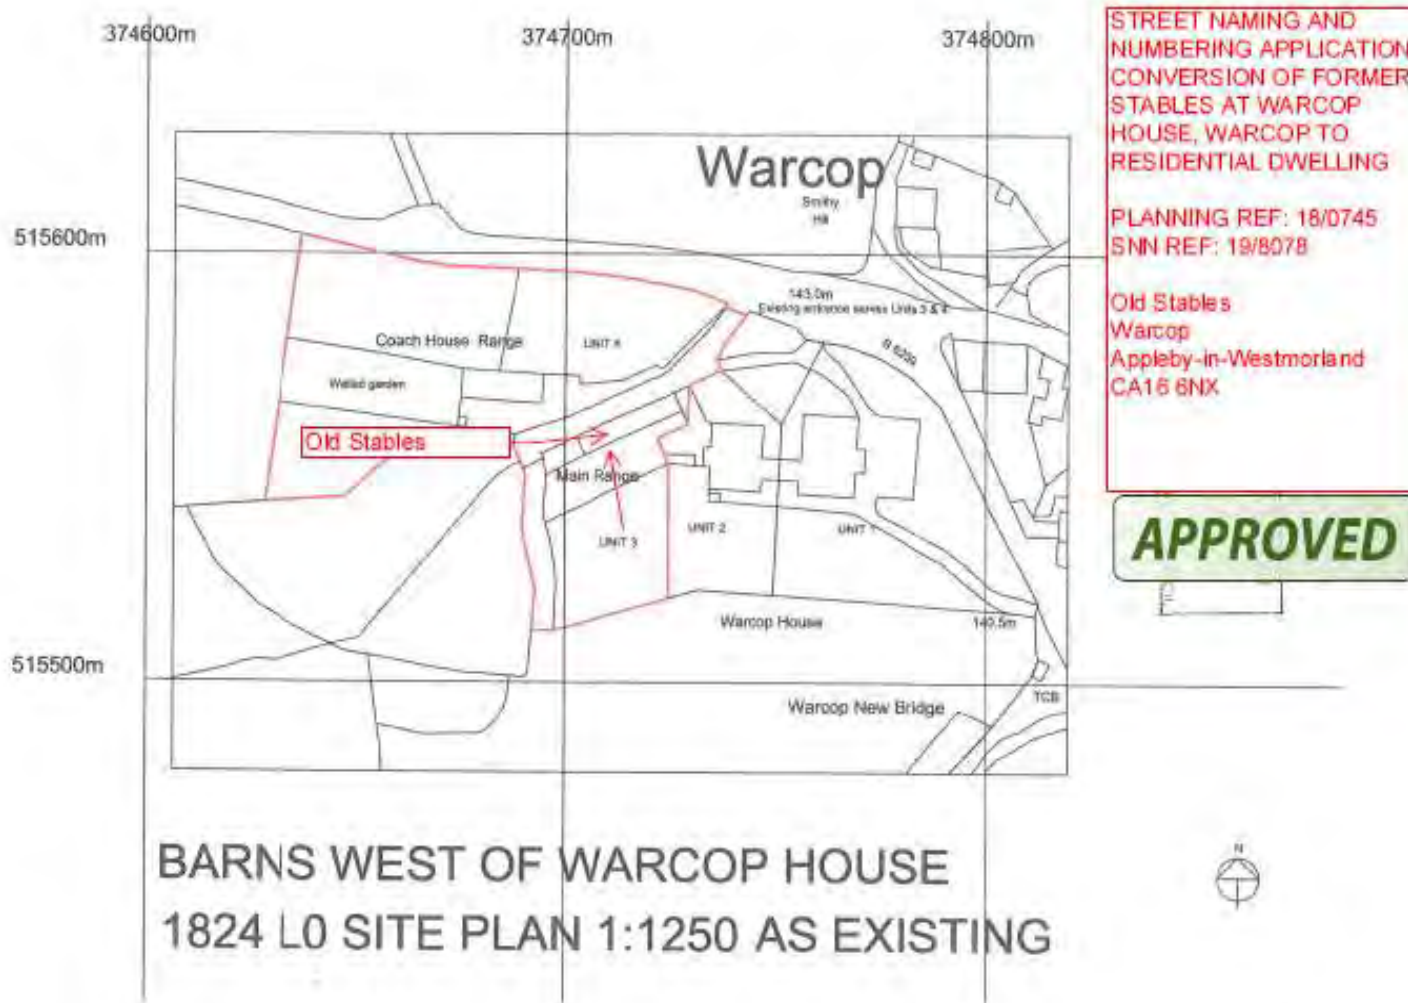 374600m
374700m
374800m
STREET NAMING AND
NUMBERING APPLICATION
CONVERSION OF FORMER
STABLES AT WARCOP
HOUSE, WARCOP TO
RESIDENTIAL DWELLING
PLANNING REF: 18/0745
SNN REF: 19/8078
Old Stables
Warcop
Appleby-in-Westmorland
CA16 6NX
APPROVED
Warcop
Smithy
Hill
515600m
143.0m
Existing entrance serves Units 3 & 4
B 6259
Coach House Range
UNIT 4
Walled garden
Old Stables
Main Range
UNIT 3
UNIT 2
UNIT 1
Warcop House
140.5m
515500m
Warcop New Bridge
TCB
BARNS WEST OF WARCOP HOUSE
1824 L0 SITE PLAN 1:1250 AS EXISTING
N